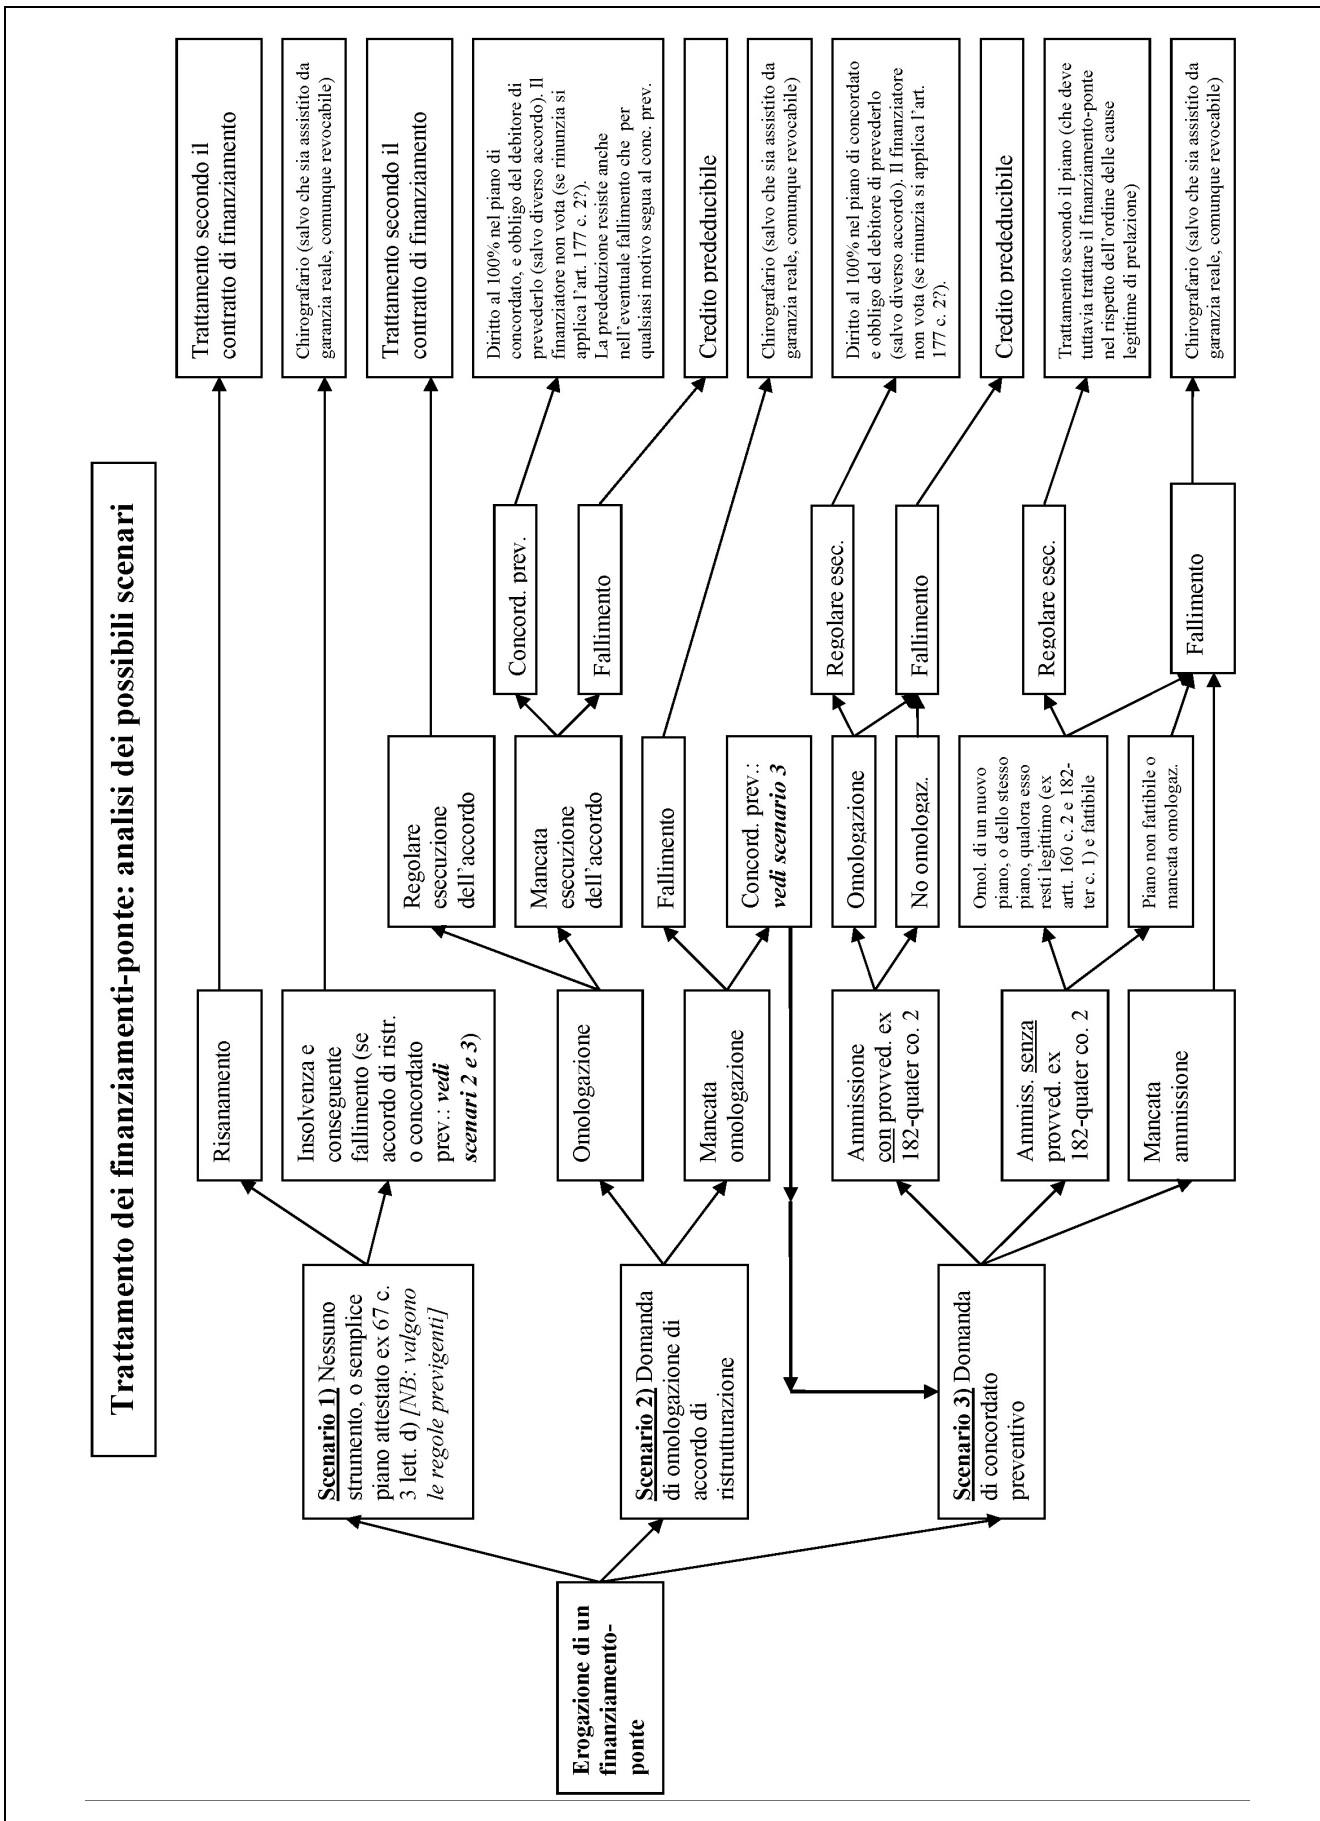 Trattamento dei finanziamenti-ponte: analisi dei possibili scenari
Erogazione di un
finanziamento-
ponte
Scenario 1) Nessuno
strumento, o semplice
piano attestato ex 67 c.
3 lett. d) [NB: valgono
le regole previgenti]
Scenario 2) Domanda
di omologazione di
accordo di
ristrutturazione
Scenario 3) Domanda
di concordato
preventivo
Risanamento
Insolvenza e
conseguente
fallimento (se
accordo di ristr.
o concordato
prev.: vedi
scenari 2 e 3)
Omologazione
Mancata
omologazione
Ammissione
con provved. ex
182-quater co. 2
Ammiss. senza
provved. ex
182-quater co. 2
Mancata
ammissione
Regolare
esecuzione
dell'accordo
Mancata
esecuzione
dell'accordo
Fallimento
Concord. prev.:
vedi scenario 3
Omologazione
No omologaz.
Omol. di un nuovo
piano, o dello stesso
piano, qualora esso
resti legittimo (ex
artt. 160 c. 2 e 182-
ter c. 1) e fattibile
Piano non fattibile o
mancata omologaz.
Concord. prev.
Fallimento
Regolare esec.
Fallimento
Regolare esec.
Fallimento
Trattamento secondo il
contratto di finanziamento
Chirografario (salvo che sia assistito da
garanzia reale, comunque revocabile)
Trattamento secondo il
contratto di finanziamento
Diritto al 100% nel piano di
concordato, e obbligo del debitore di
prevederlo (salvo diverso accordo). Il
finanziatore non vota (se rinunzia si
applica l'art. 177 c. 2?).
La prededuzione resiste anche
nell'eventuale fallimento che per
qualsiasi motivo segua al conc. prev.
Credito prededucibile
Chirografario (salvo che sia assistito da
garanzia reale, comunque revocabile)
Diritto al 100% nel piano di concordato
e obbligo del debitore di prevederlo
(salvo diverso accordo). Il finanziatore
non vota (se rinunzia si applica l'art.
177 c. 2?).
Credito prededucibile
Trattamento secondo il piano (che deve
tuttavia trattare il finanziamento-ponte
nel rispetto dell'ordine delle cause
legittime di prelazione)
Chirografario (salvo che sia assistito da
garanzia reale, comunque revocabile)